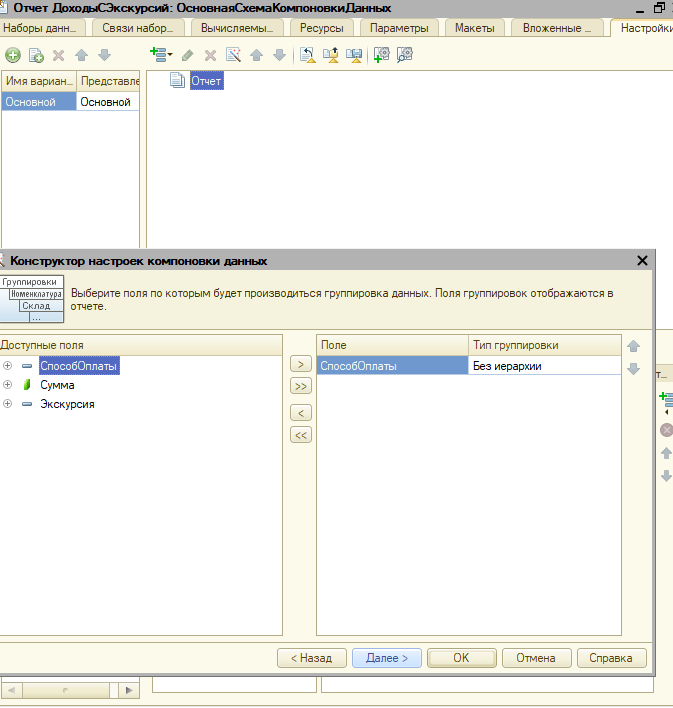 Отчет ДоходыСЭкскурсий: ОсновнаяСхемаКомпоновкиДанных
Наборы данн... Связи набор... Вычисляемы... Ресурсы Параметры Макеты Вложенные ... Настройки
Имя вариан... Представле
Основной Основной
Отчет
Конструктор настроек компоновки данных
Группировки
Номенклатура
Склад
...
Выберите поля по которым будет производиться группировка данных. Поля группировок отображаются в
отчете.
Доступные поля
СпособОплаты
Сумма
Экскурсия
>
>>
<
<<
Поле Тип группировки
СпособОплаты Без иерархии
т...
< Назад Далее > OK Отмена Справка